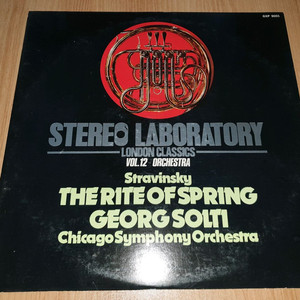 STEREO LABORATORY
LONDON CLASSICS
VOL.12 ORCHESTRA
Stravinsky
THE RITE OF SPRING
GEORG SOLTI
Chicago Symphony Orchestra